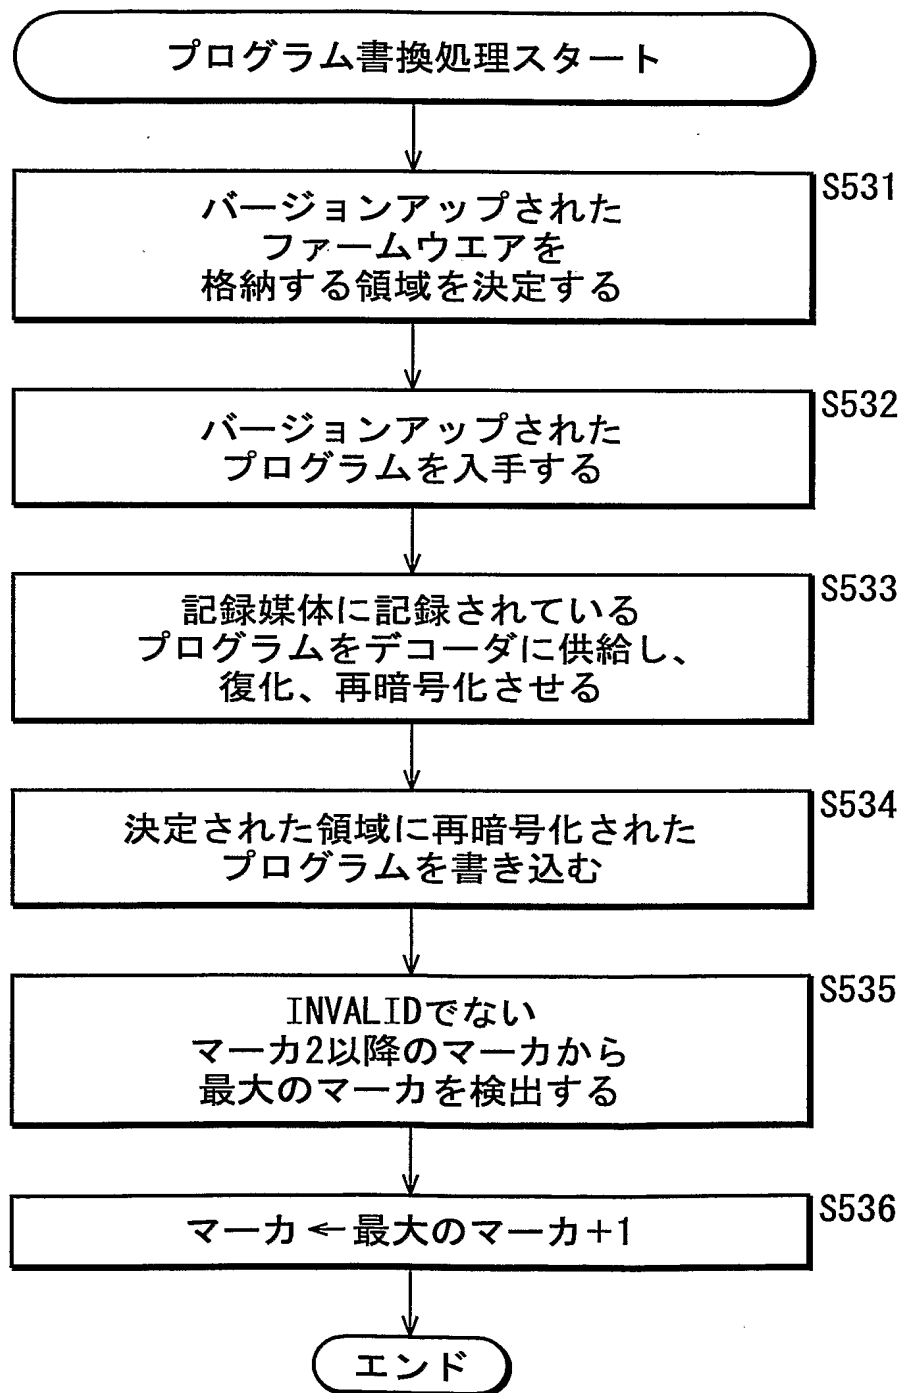 プログラム書換処理スタート
S531
バージョンアップされた
ファームウエアを
格納する領域を決定する
S532
バージョンアップされた
プログラムを入手する
S533
記録媒体に記録されている
プログラムをデコーダに供給し、
復化、再暗号化させる
S534
決定された領域に再暗号化された
プログラムを書き込む
S535
INVALIDでない
マーカ2以降のマーカから
最大のマーカを検出する
S536
マーカ←最大のマーカ+1
エンド